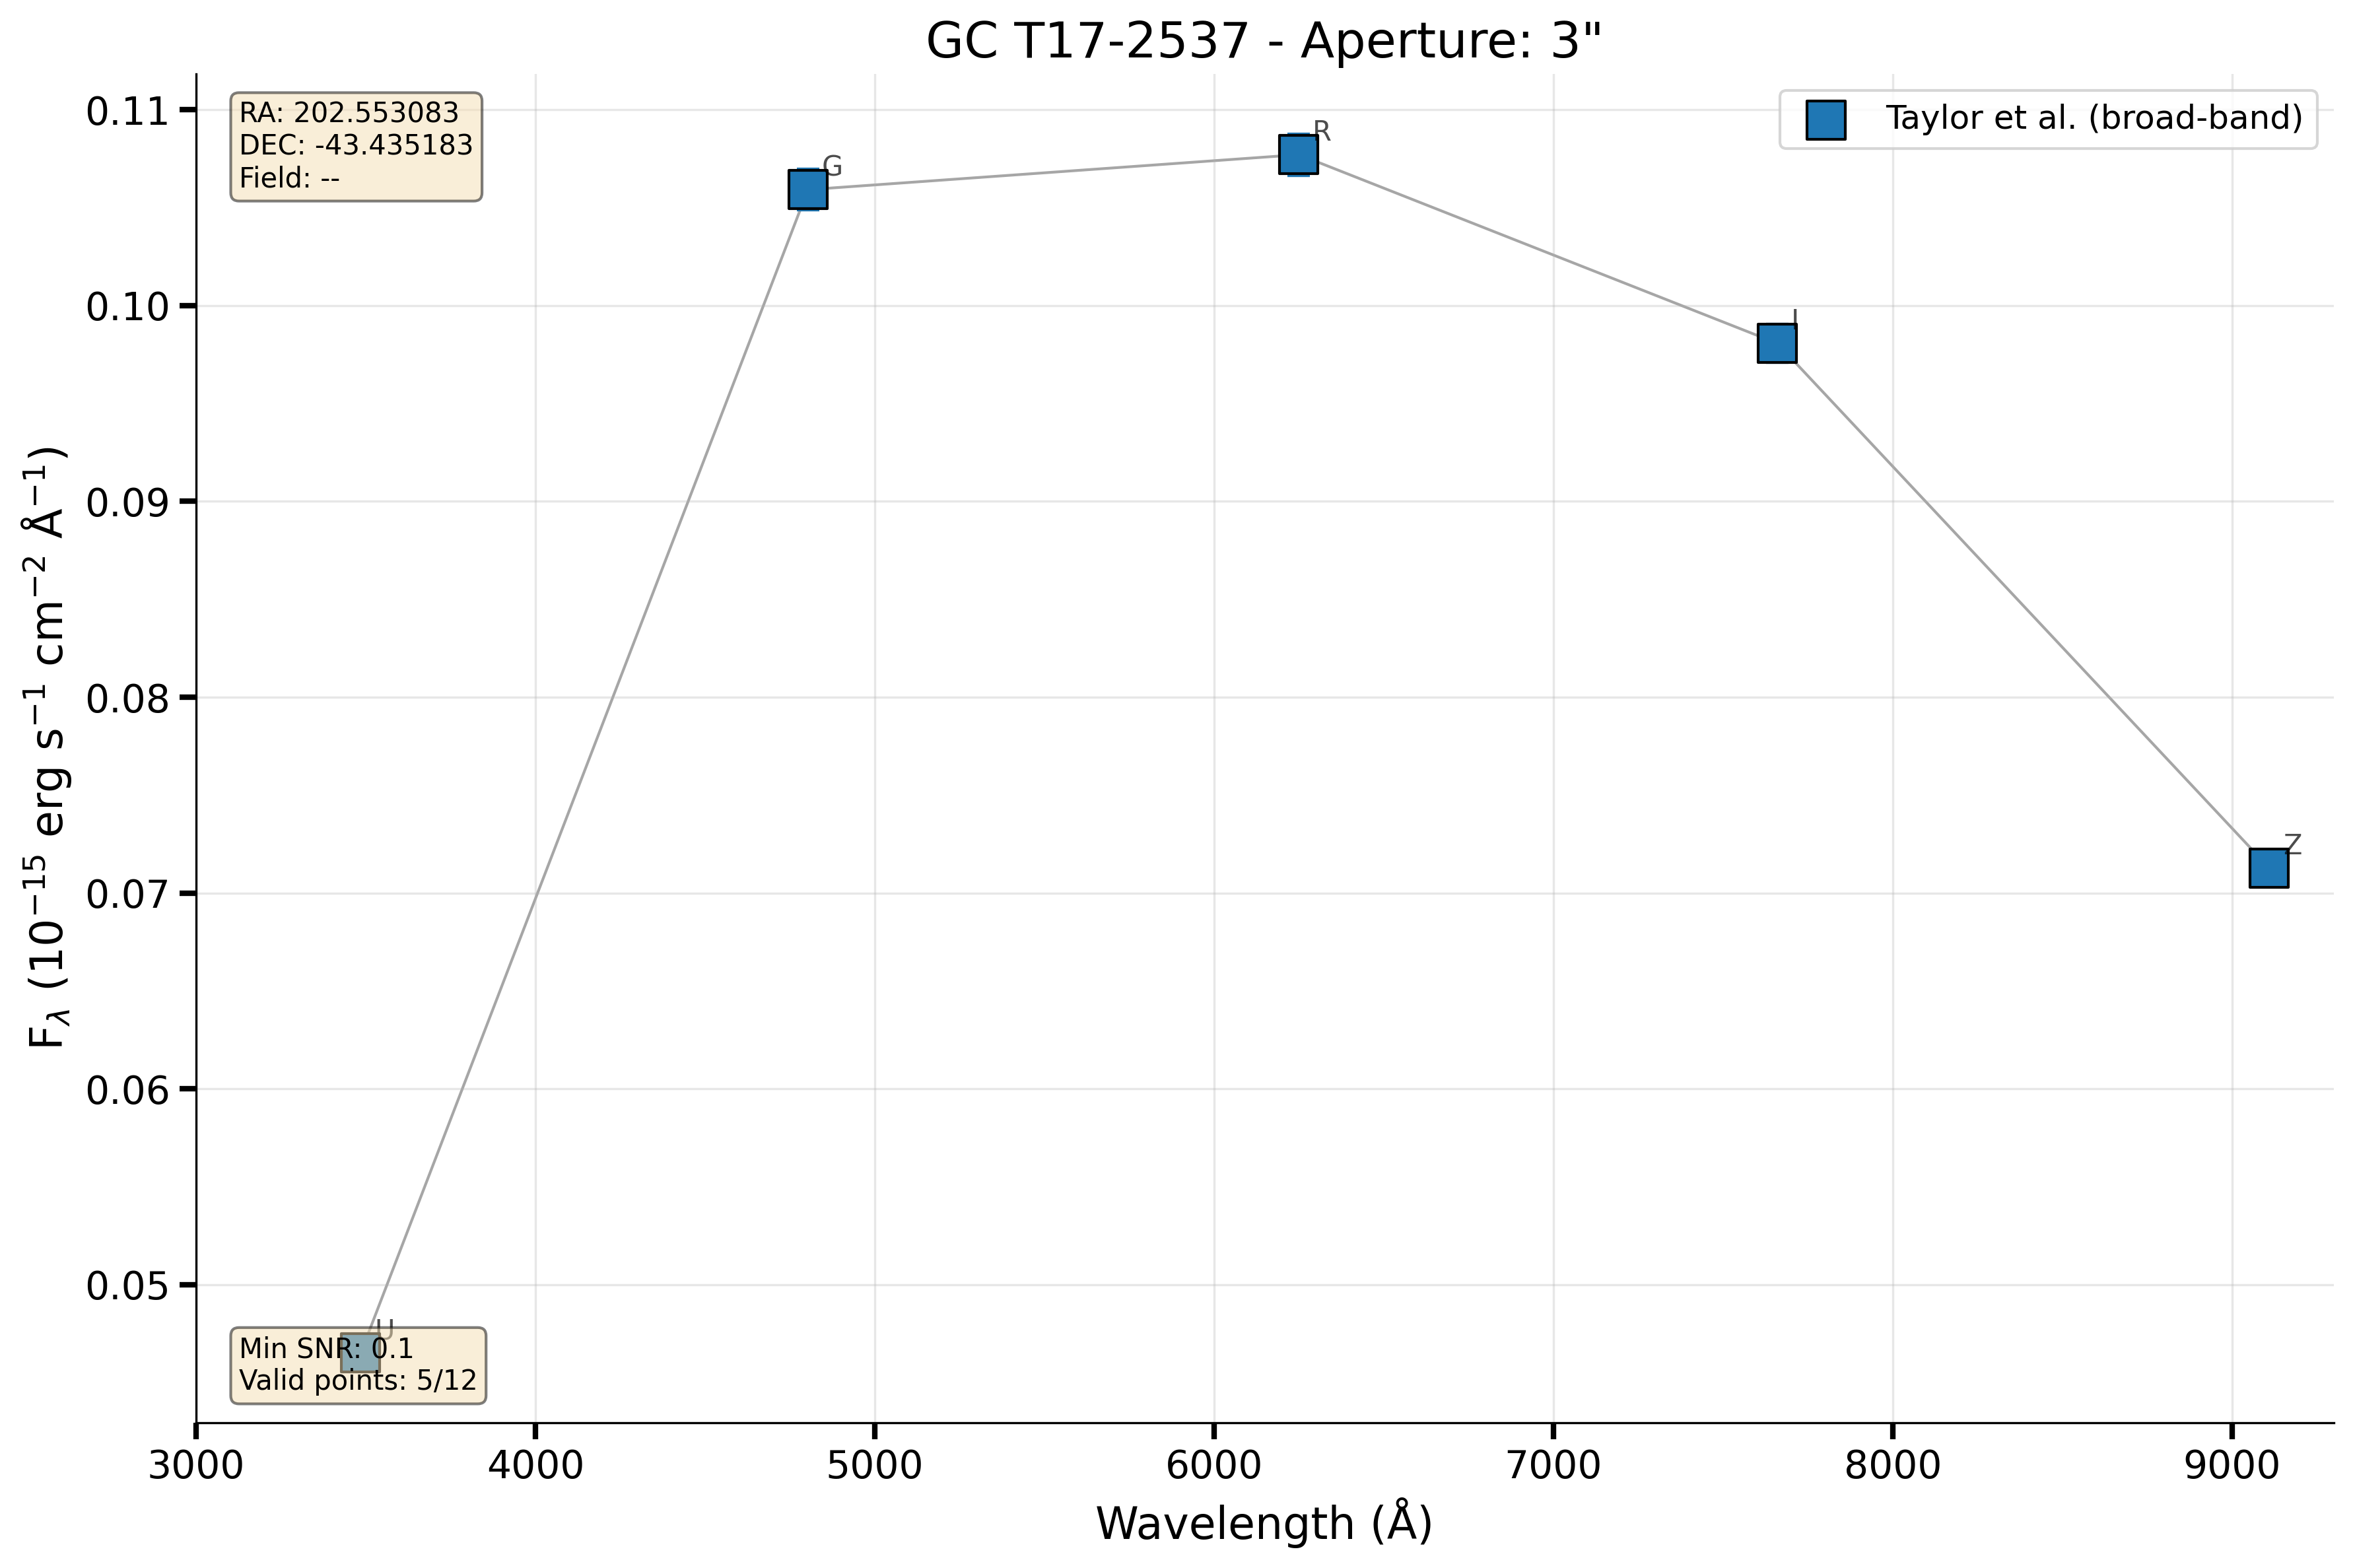 GC T17-2537 - Aperture: 3"
RA: 202.553083
DEC: -43.435183
Field: --
Taylor et al. (broad-band)
G
R
I
Z
U
Min SNR: 0.1
Valid points: 5/12
0.11
0.10
0.09
0.08
0.07
0.06
0.05
F_λ (10⁻¹⁵ erg s⁻¹ cm⁻² Å⁻¹)
3000 4000 5000 6000 7000 8000 9000
Wavelength (Å)